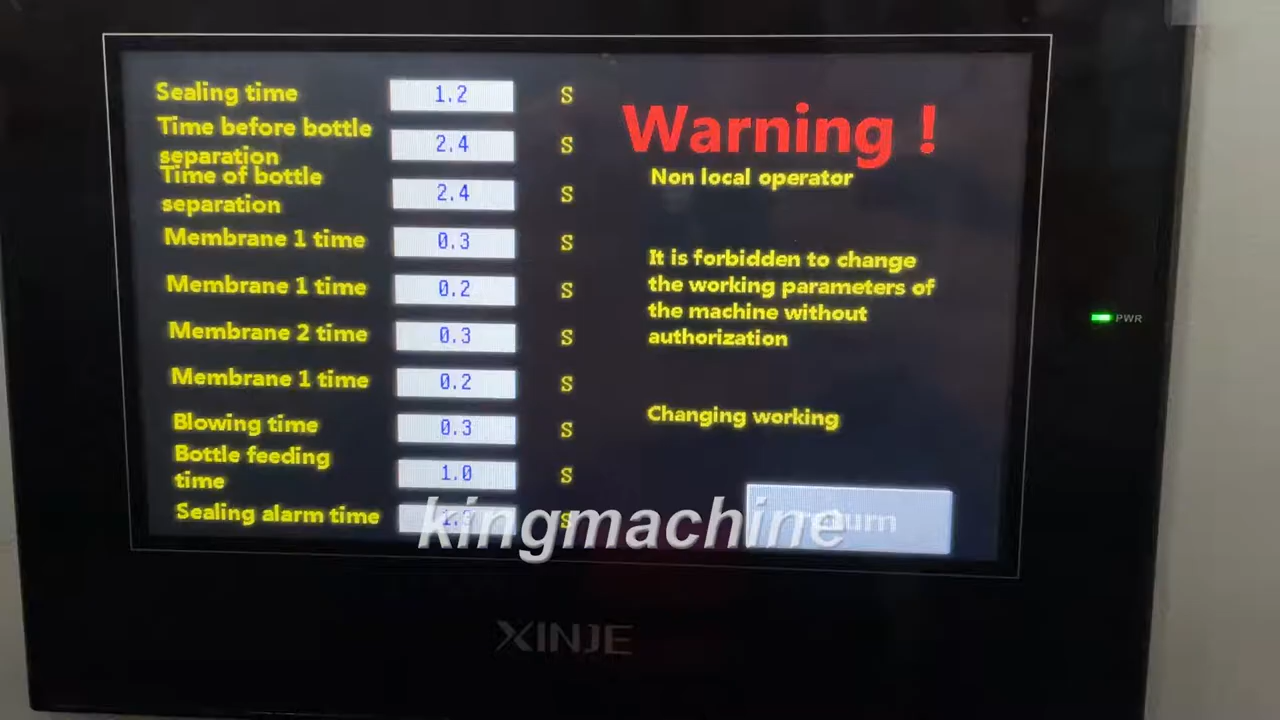 Sealing time 1.2 S
Time before bottle
separation 2.4 S
Time of bottle
separation 2.4 S
Membrane 1 time 0.3 S
Membrane 1 time 0.2 S
Membrane 2 time 0.3 S
Membrane 1 time 0.2 S
Blowing time 0.3 S
Bottle feeding
time 1.0 S
Sealing alarm time S
Warning !
Non local operator
It is forbidden to change
the working parameters of
the machine without
authorization
Changing working
return
kingmachine
PWR
XINJE